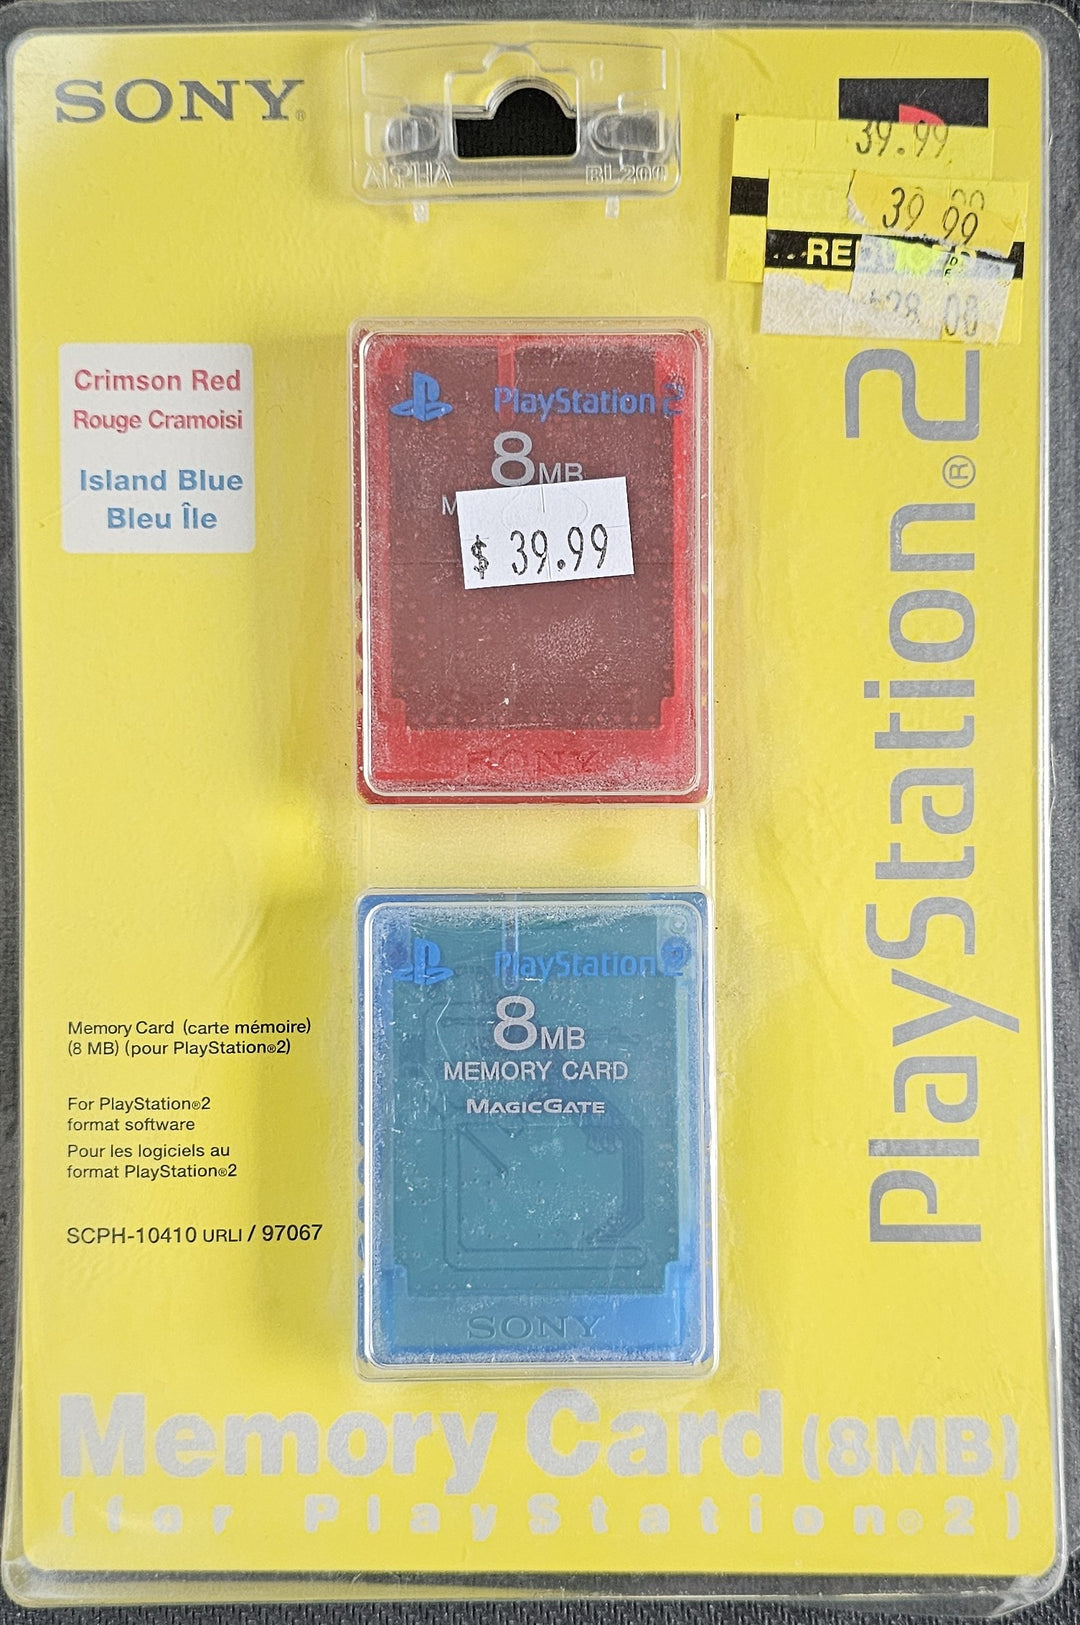 SONY®
ALPHA BL200
39.99
39.99
$28.00
Crimson Red
Rouge Cramoisi
Island Blue
Bleu Île
PlayStation 2
8MB
M
$ 39.99
SONY
PlayStation®2
PlayStation 2
8MB
MEMORY CARD
MAGICGATE
SONY
Memory Card (carte mémoire)
(8 MB) (pour PlayStation®2)
For PlayStation®2
format software
Pour les logiciels au
format PlayStation®2
SCPH-10410 URLI / 97067
Memory Card (8MB)
(for PlayStation®2)